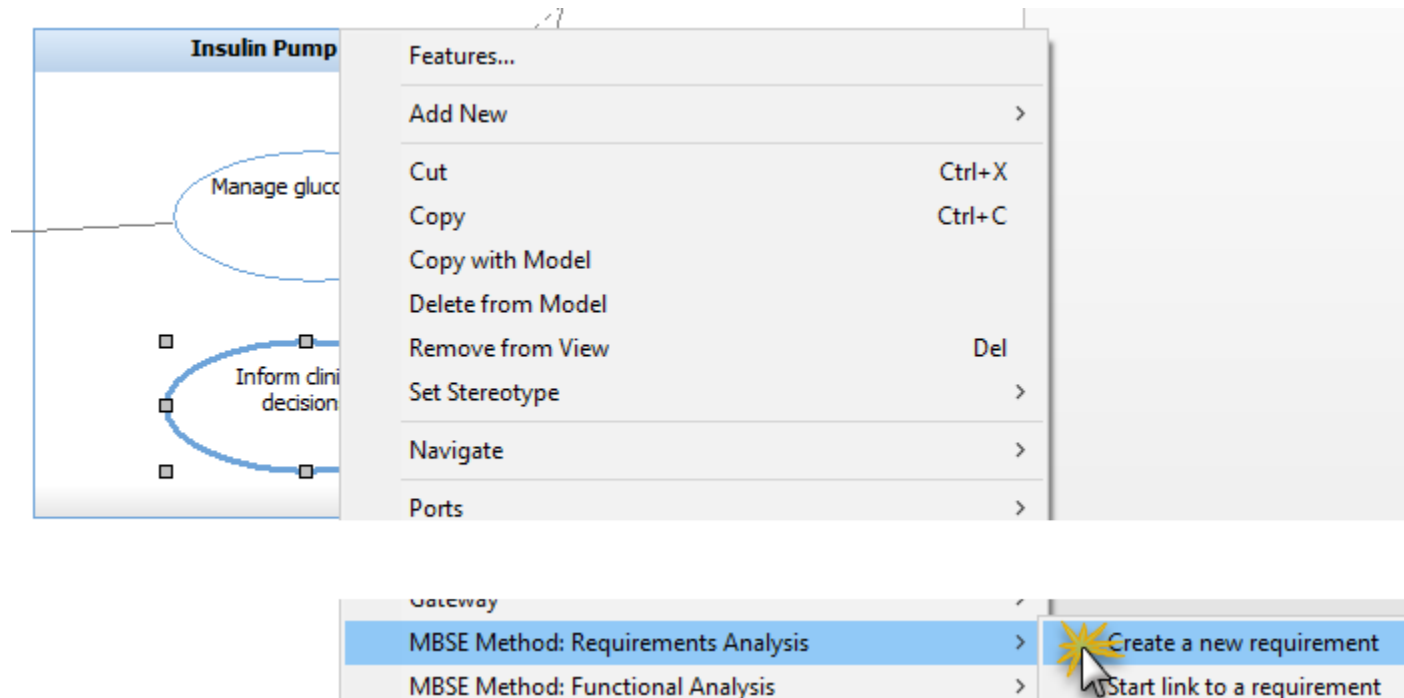 Insulin Pump
Features...
Add New
Manage
Cut Ctrl+X
Copy Ctrl+C
Copy with Model
Delete from Model
Remove from View Del
Inform
decision
Set Stereotype
Navigate
Ports
Gateway
MBSE Method: Requirements Analysis
Create a new requirement
MBSE Method: Functional Analysis
Start link to a requirement